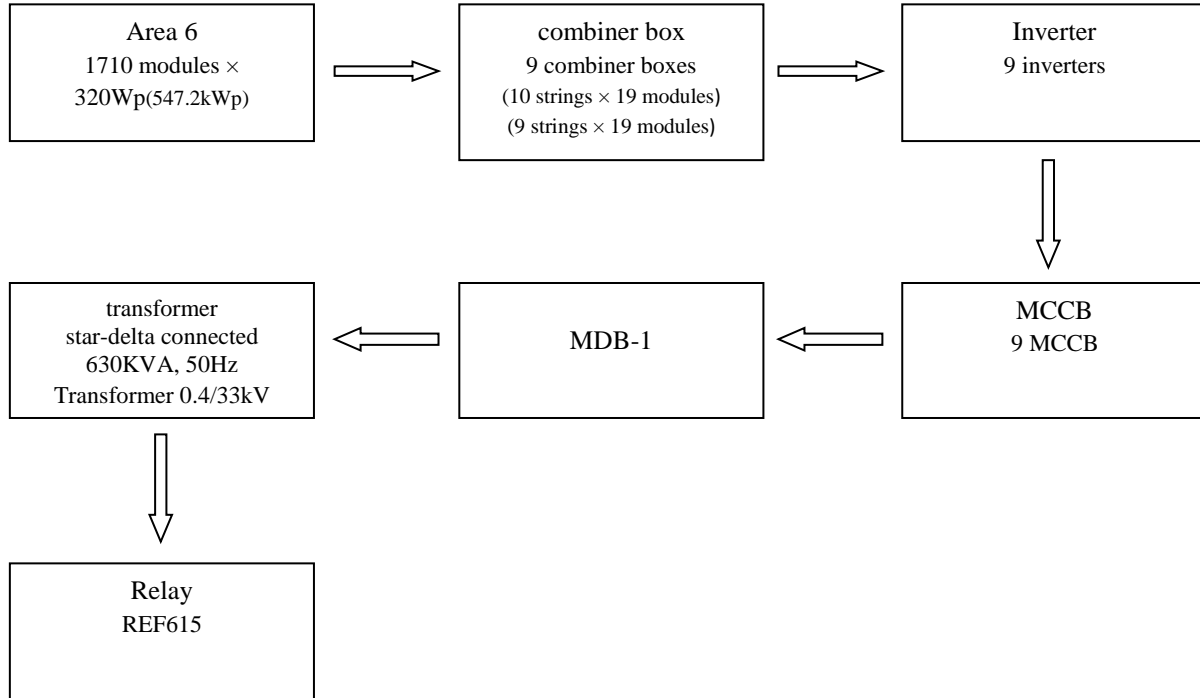 Area 6
1710 modules ×
320Wp(547.2kWp)
combiner box
9 combiner boxes
(10 strings × 19 modules)
(9 strings × 19 modules)
Inverter
9 inverters
MCCB
9 MCCB
MDB-1
transformer
star-delta connected
630KVA, 50Hz
Transformer 0.4/33kV
Relay
REF615